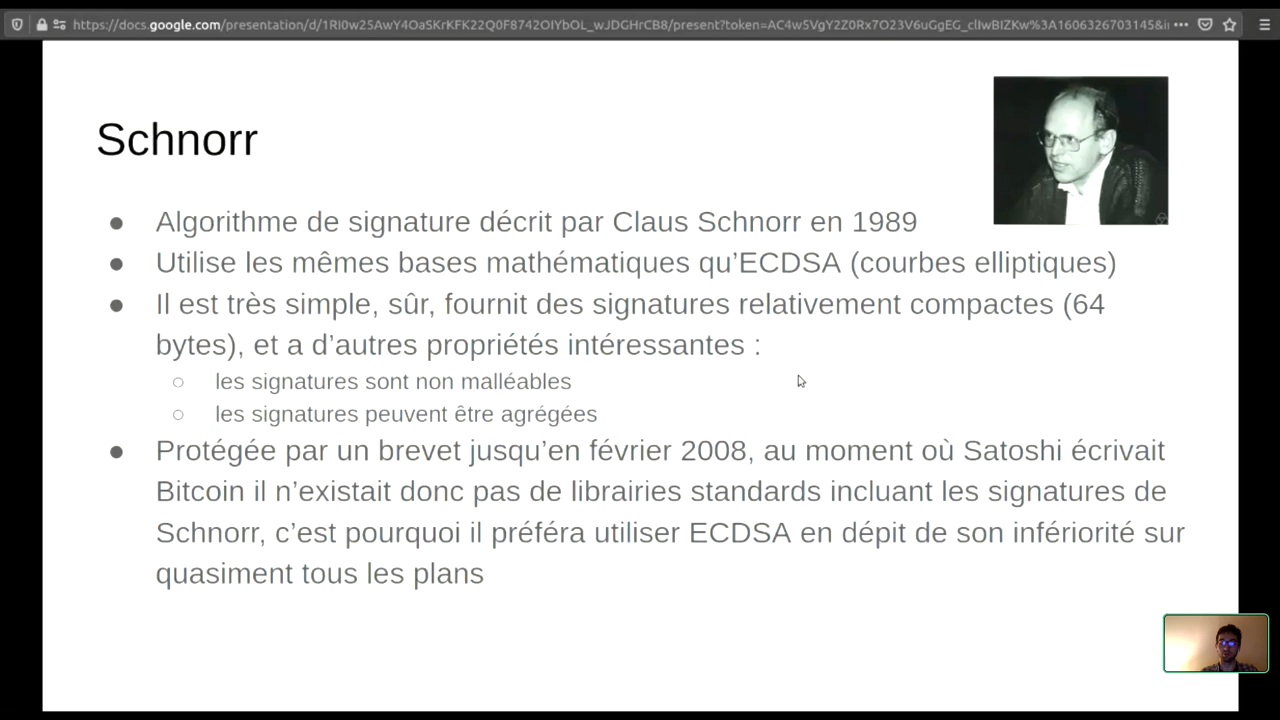 https://docs.google.com/presentation/d/1RI0w25AwY4OaSKrKFK22Q0F8742OIYbOL_wJDGHrCB8/present?token=AC4w5VgY2Z0Rx7O23V6uGgEG_clIwBIZKw%3A1606326703145&i
Schnorr
● Algorithme de signature décrit par Claus Schnorr en 1989
● Utilise les mêmes bases mathématiques qu’ECDSA (courbes elliptiques)
● Il est très simple, sûr, fournit des signatures relativement compactes (64
bytes), et a d’autres propriétés intéressantes :
○ les signatures sont non malléables
○ les signatures peuvent être agrégées
● Protégée par un brevet jusqu’en février 2008, au moment où Satoshi écrivait
Bitcoin il n’existait donc pas de librairies standards incluant les signatures de
Schnorr, c’est pourquoi il préféra utiliser ECDSA en dépit de son infériorité sur
quasiment tous les plans